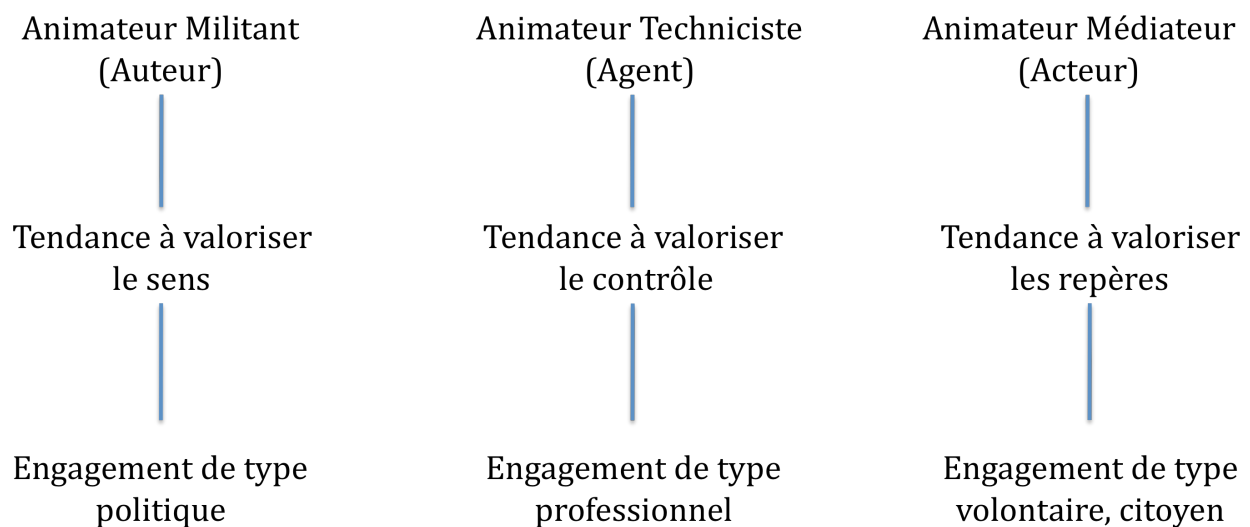 Animateur Militant
(Auteur)
Tendance à valoriser
le sens
Engagement de type
politique
Animateur Techniciste
(Agent)
Tendance à valoriser
le contrôle
Engagement de type
professionnel
Animateur Médiateur
(Acteur)
Tendance à valoriser
les repères
Engagement de type
volontaire, citoyen